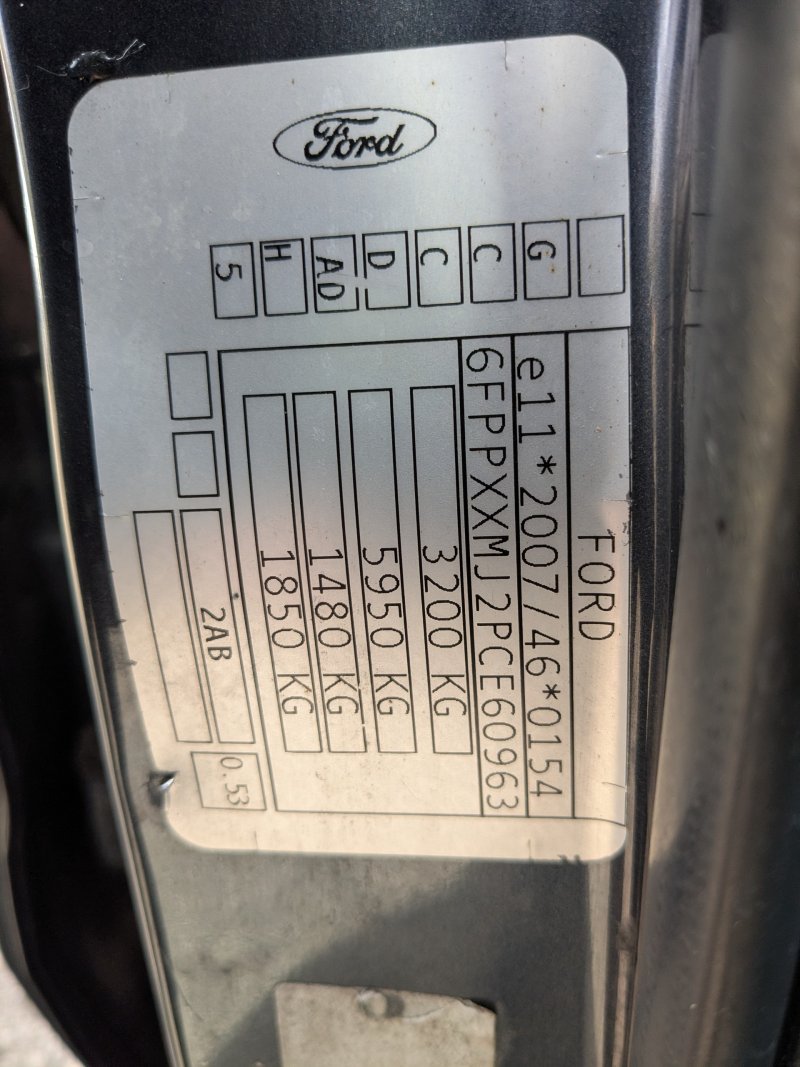 Ford
FORD
e11*2007/46*0154
6FPPXXMJ2PCE60963
3200 KG
5950 KG
1480 KG
1850 KG
2AB
0.53
G
C
C
D
AD
H
5